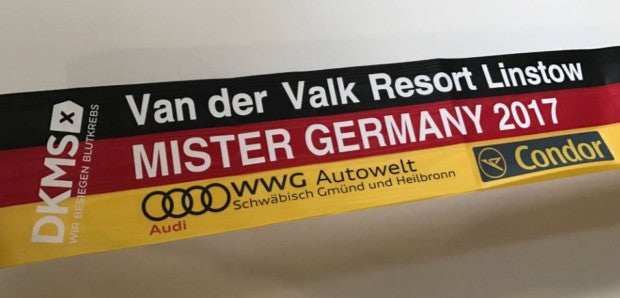 DKMS
WIR BESIEGEN BLUTKREBS
Van der Valk Resort Linstow
MISTER GERMANY 2017
Audi
WWG Autowelt
Schwäbisch Gmünd und Heilbronn
Condor